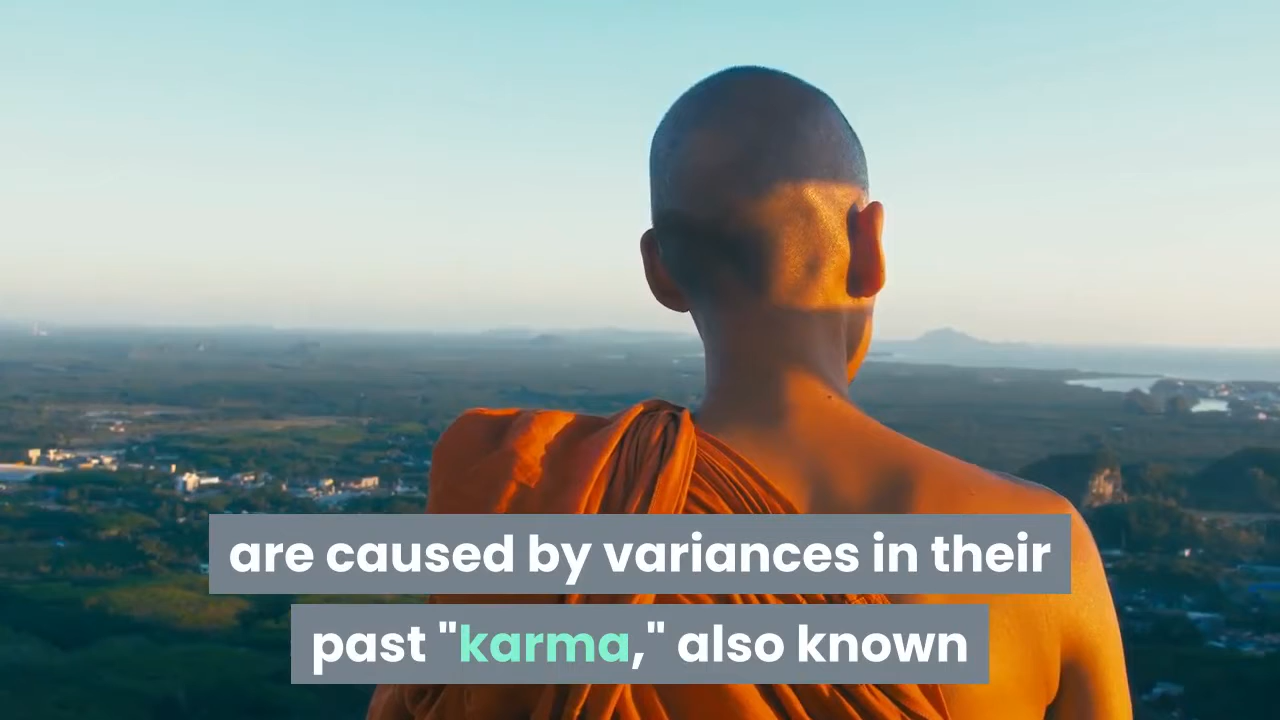 are caused by variances in their
past "karma," also known